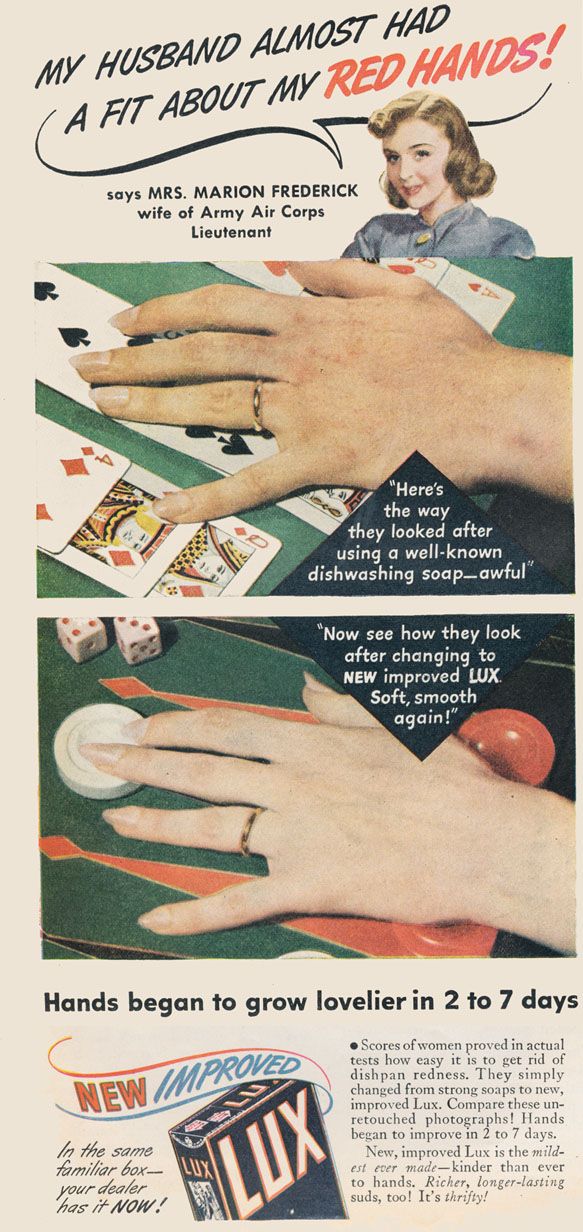 MY HUSBAND ALMOST HAD
A FIT ABOUT MY RED HANDS!
says MRS. MARION FREDERICK
wife of Army Air Corps
Lieutenant
A
4
Q
"Here's
the way
they looked after
using a well-known
dishwashing soap—awful"
"Now see how they look
after changing to
NEW improved LUX.
Soft, smooth
again!"
Hands began to grow lovelier in 2 to 7 days
NEW IMPROVED
LUX
LUX
LUX
In the same
familiar box—
your dealer
has it NOW!
• Scores of women proved in actual
tests how easy it is to get rid of
dishpan redness. They simply
changed from strong soaps to new,
improved Lux. Compare these un-
retouched photographs! Hands
began to improve in 2 to 7 days.
New, improved Lux is the mild-
est ever made—kinder than ever
to hands. Richer, longer-lasting
suds, too! It's thrifty!